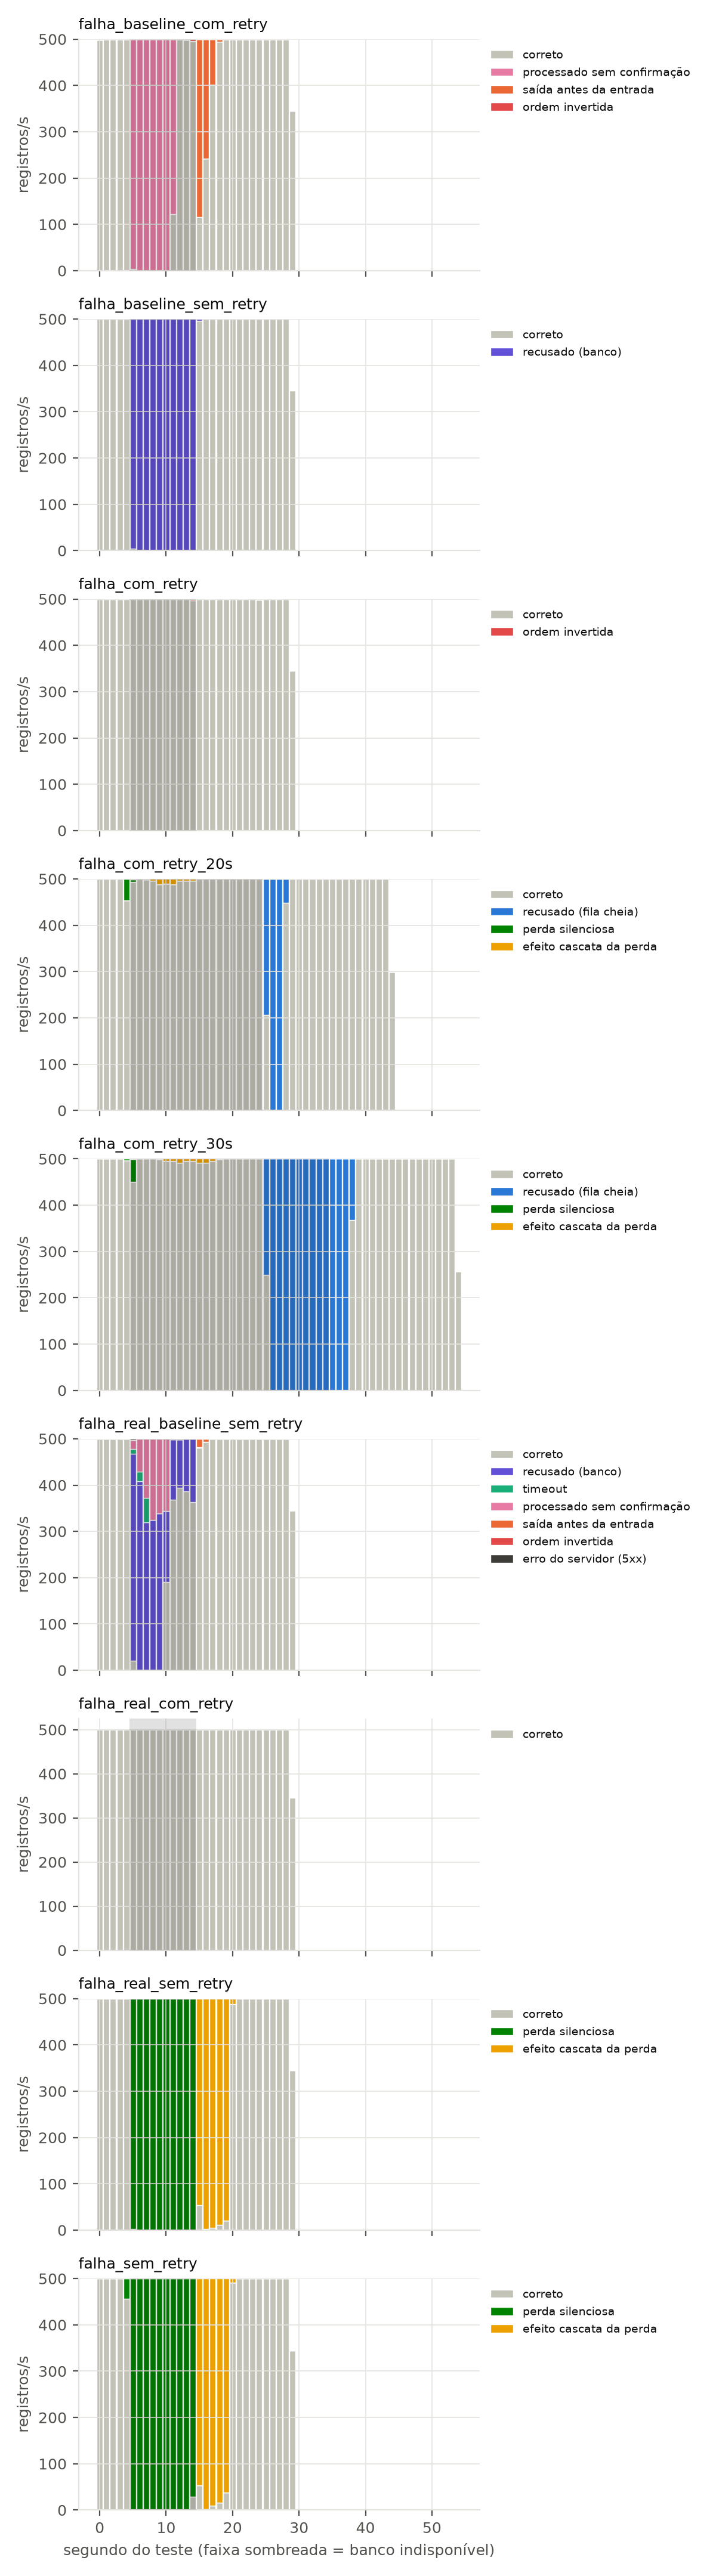 falha_baseline_com_retry
500
400
300
200
100
0
registros/s
correto
processado sem confirmação
saída antes da entrada
ordem invertida
falha_baseline_sem_retry
500
400
300
200
100
0
registros/s
correto
recusado (banco)
falha_com_retry
500
400
300
200
100
0
registros/s
correto
ordem invertida
falha_com_retry_20s
500
400
300
200
100
0
registros/s
correto
recusado (fila cheia)
perda silenciosa
efeito cascata da perda
falha_com_retry_30s
500
400
300
200
100
0
registros/s
correto
recusado (fila cheia)
perda silenciosa
efeito cascata da perda
falha_real_baseline_sem_retry
500
400
300
200
100
0
registros/s
correto
recusado (banco)
timeout
processado sem confirmação
saída antes da entrada
ordem invertida
erro do servidor (5xx)
falha_real_com_retry
500
400
300
200
100
0
registros/s
correto
falha_real_sem_retry
500
400
300
200
100
0
registros/s
correto
perda silenciosa
efeito cascata da perda
falha_sem_retry
500
400
300
200
100
0
registros/s
correto
perda silenciosa
efeito cascata da perda
0 10 20 30 40 50
segundo do teste (faixa sombreada = banco indisponível)